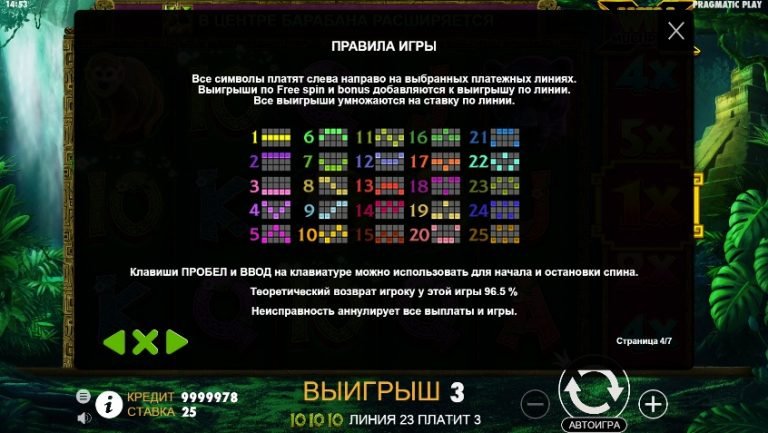 14:53
PRAGMATIC PLAY
В ЦЕНТРЕ БАРАБАНА РАСШИРЯЕТСЯ
ПРАВИЛА ИГРЫ
Все символы платят слева направо на выбранных платежных линиях.
Выигрыши по Free spin и bonus добавляются к выигрышу по линии.
Все выигрыши умножаются на ставку по линии.
1 6 11 16 21
2 7 12 17 22
3 8 13 18 23
4 9 14 19 24
5 10 15 20 25
Клавиши ПРОБЕЛ и ВВОД на клавиатуре можно использовать для начала и остановки спина.
Теоретический возврат игроку у этой игры 96.5 %
Неисправность аннулирует все выплаты и игры.
Страница 4/7
4x
5x
1x
КРЕДИТ 9999978
СТАВКА 25
ВЫИГРЫШ 3
10 10 10 ЛИНИЯ 23 ПЛАТИТ 3
АВТОИГРА